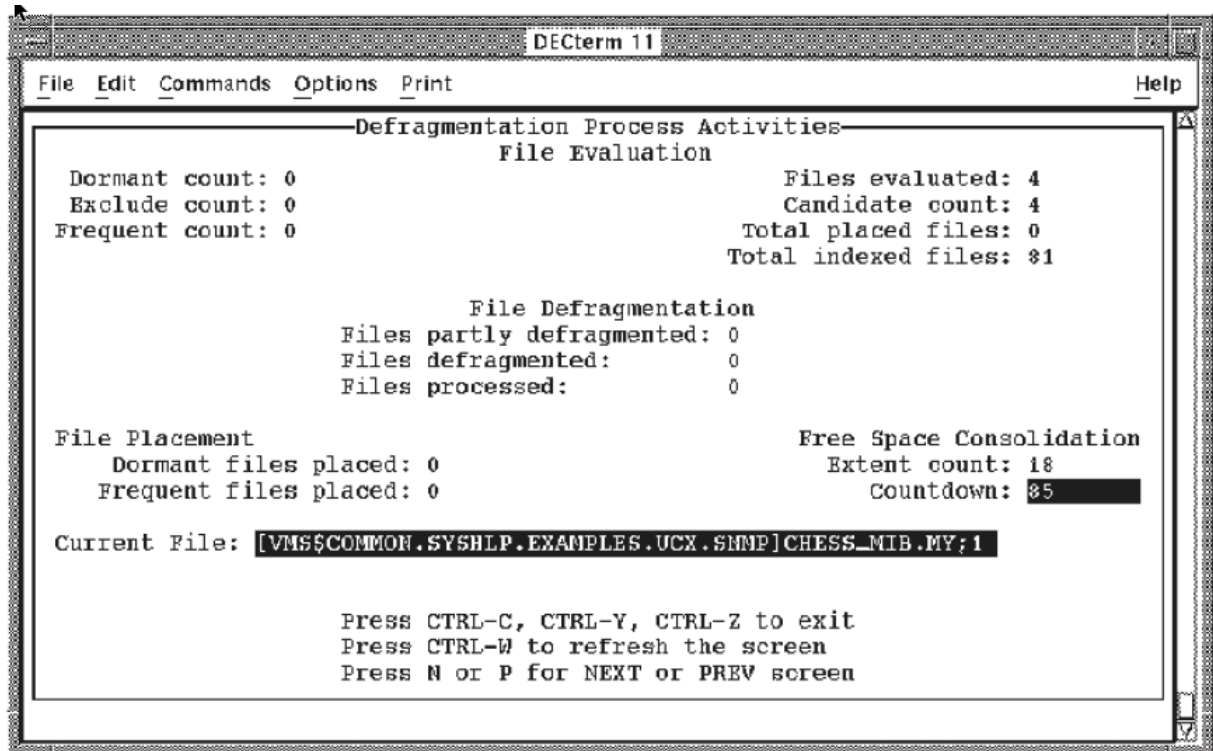 DECterm 11
File Edit Commands Options Print Help
Defragmentation Process Activities
File Evaluation
Dormant count: 0 Files evaluated: 4
Exclude count: 0 Candidate count: 4
Frequent count: 0 Total placed files: 0
Total indexed files: 81
File Defragmentation
Files partly defragmented: 0
Files defragmented: 0
Files processed: 0
File Placement Free Space Consolidation
Dormant files placed: 0 Extent count: 18
Frequent files placed: 0 Countdown: 85
Current File: [VMS$COMMON.SYSHLP.EXAMPLES.UCX.SNMP]CHESS_MIB.MY;1
Press CTRL-C, CTRL-Y, CTRL-Z to exit
Press CTRL-W to refresh the screen
Press N or P for NEXT or PREV screen